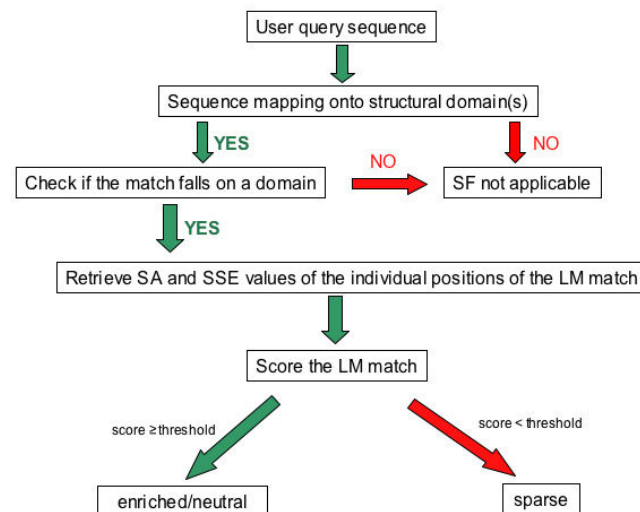 User query sequence
Sequence mapping onto structural domain(s)
YES
NO
Check if the match falls on a domain
NO
SF not applicable
YES
Retrieve SA and SSE values of the individual positions of the LM match
Score the LM match
score ≥ threshold
score < threshold
enriched/neutral
sparse